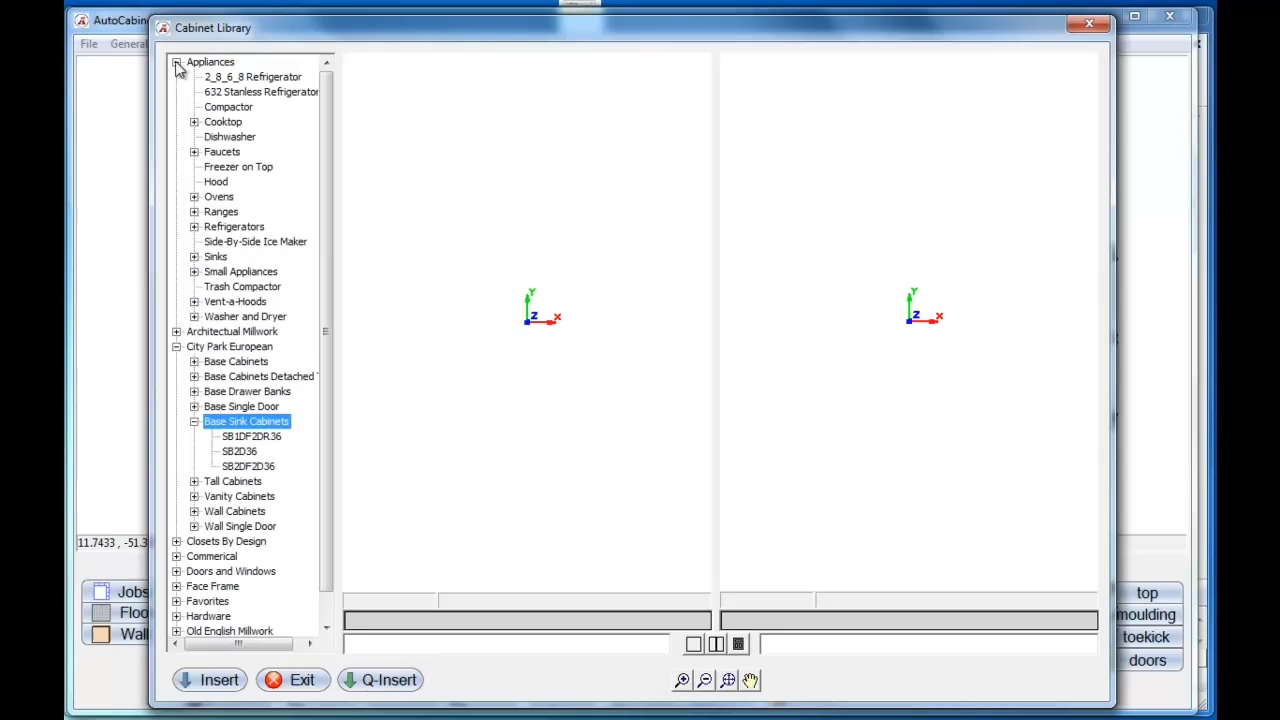 AutoCabine
Cabinet Library
File Genera
Appliances
2_8_6_8 Refrigerator
632 Stanless Refrigerator
Compactor
Cooktop
Dishwasher
Faucets
Freezer on Top
Hood
Ovens
Ranges
Refrigerators
Side-By-Side Ice Maker
Sinks
Small Appliances
Trash Compactor
Vent-a-Hoods
Washer and Dryer
Architectural Millwork
City Park European
Base Cabinets
Base Cabinets Detached
Base Drawer Banks
Base Single Door
Base Sink Cabinets
SB1DF2DR36
SB2D36
SB2DF2D36
Tall Cabinets
Vanity Cabinets
Wall Cabinets
Wall Single Door
Closets By Design
Commerical
Doors and Windows
Face Frame
Favorites
Hardware
Old English Millwork
Y
Z X
Y
Z X
11.7433 , -51.3
Jobs
Floo
Wall
top
moulding
toekick
doors
Insert Exit Q-Insert